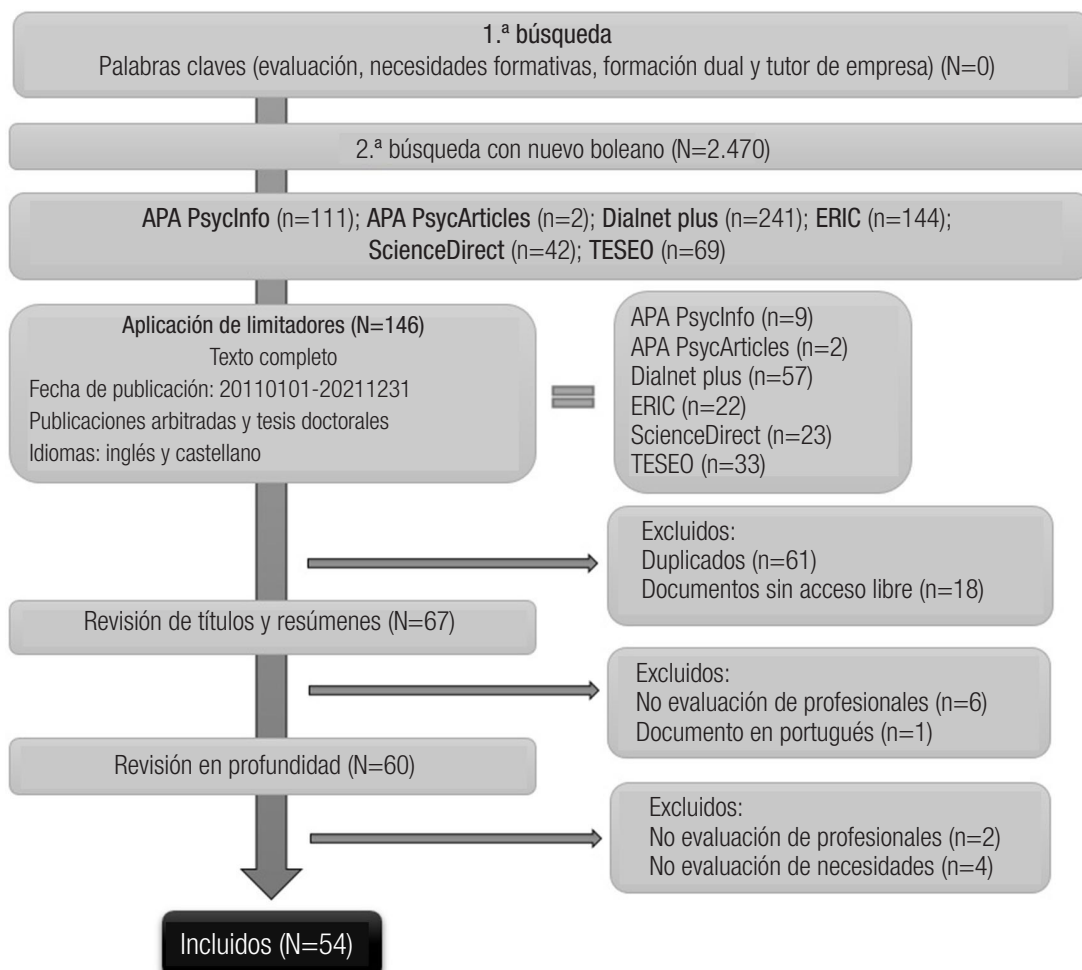 1.ª búsqueda
Palabras claves (evaluación, necesidades formativas, formación dual y tutor de empresa) (N=0)
2.ª búsqueda con nuevo boleano (N=2.470)
APA PsycInfo (n=111); APA PsycArticles (n=2); Dialnet plus (n=241); ERIC (n=144);
ScienceDirect (n=42); TESEO (n=69)
Aplicación de limitadores (N=146)
Texto completo
Fecha de publicación: 20110101-20211231
Publicaciones arbitradas y tesis doctorales
Idiomas: inglés y castellano
APA PsycInfo (n=9)
APA PsycArticles (n=2)
Dialnet plus (n=57)
ERIC (n=22)
ScienceDirect (n=23)
TESEO (n=33)
Excluidos:
Duplicados (n=61)
Documentos sin acceso libre (n=18)
Revisión de títulos y resúmenes (N=67)
Excluidos:
No evaluación de profesionales (n=6)
Documento en portugués (n=1)
Revisión en profundidad (N=60)
Excluidos:
No evaluación de profesionales (n=2)
No evaluación de necesidades (n=4)
Incluidos (N=54)